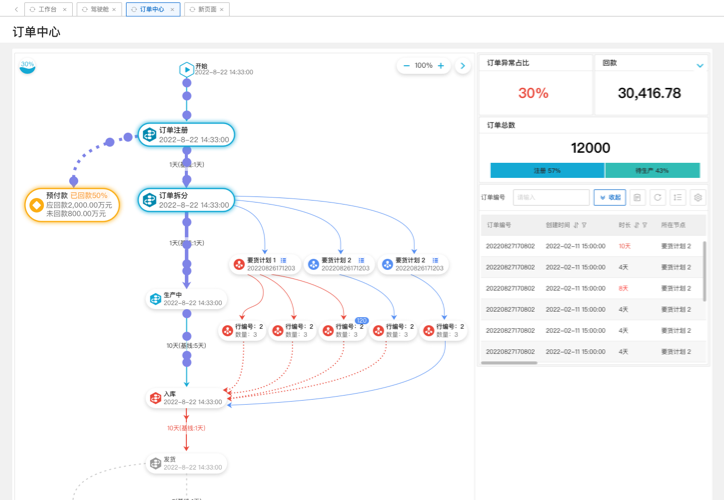 工作台 ×
驾驶舱 ×
订单中心 ×
新页面 ×
订单中心
30%
开始
2022-8-22 14:33:00
100%
订单注册
2022-8-22 14:33:00
1天(基线:1天)
预付款 已回款50%
应回款2,000.00万元
未回款800.00万元
订单拆分
2022-8-22 14:33:00
1天(基线:1天)
要货计划 1
20220826171203
要货计划 2
20220826171203
要货计划 2
20220826171203
生产中
2022-8-22 14:33:00
10天(基线:5天)
行编号: 2
数量: 3
行编号: 2
数量: 3
行编号: 2
数量: 3
行编号: 2
数量: 3
行编号: 2
数量: 3
入库
2022-8-22 14:33:00
10天(基线:1天)
发货
2022-8-22 14:33:00
订单异常占比
30%
回款
30,416.78
订单总数
12000
注册 57%
待生产 43%
订单编号
请输入
收起
订单编号 创建时间 时长 所在节点
20220827170802 2022-02-11 15:00:00 10天 要货计划 2
20220827170802 2022-02-11 15:00:00 4天 要货计划 2
20220827170802 2022-02-11 15:00:00 8天 要货计划 2
20220827170802 2022-02-11 15:00:00 4天 要货计划 2
20220827170802 2022-02-11 15:00:00 4天 要货计划 2
20220827170802 2022-02-11 15:00:00 4天 要货计划 2